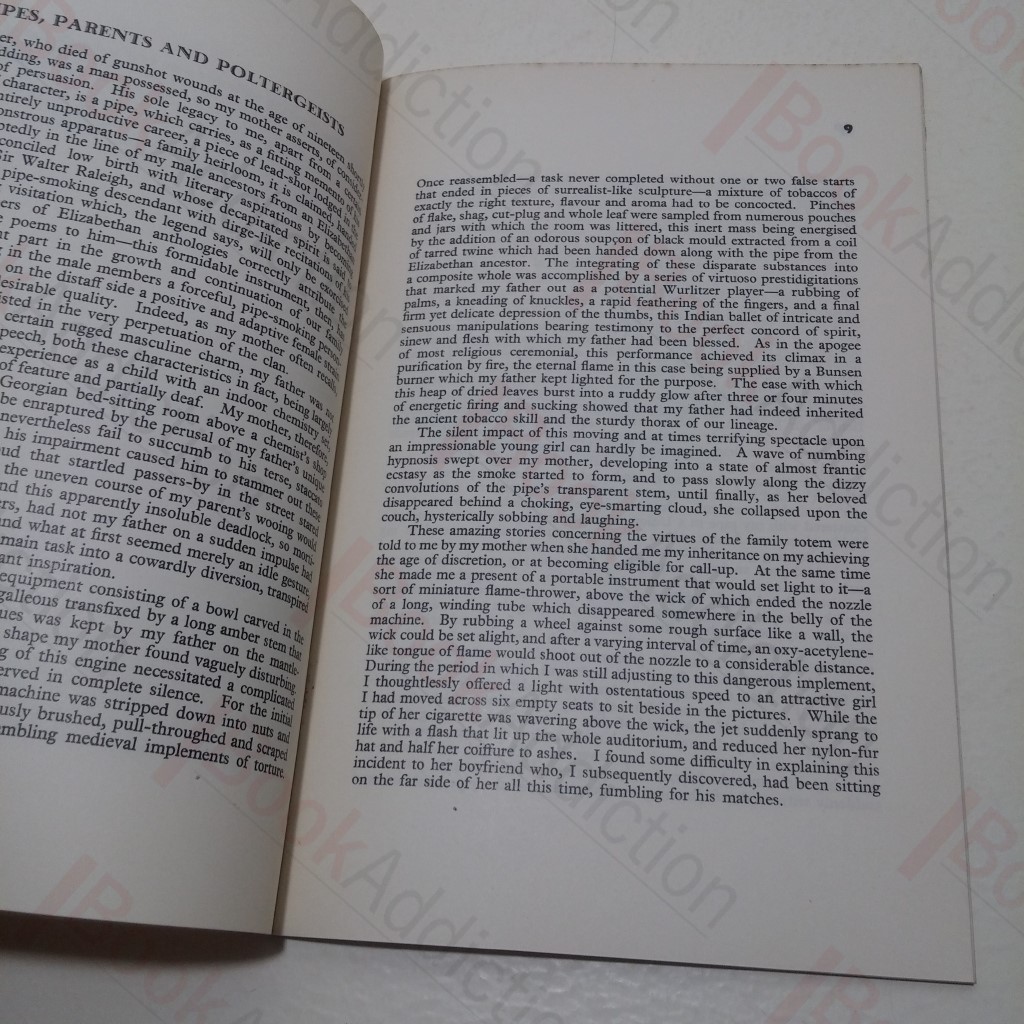 PIPES, PARENTS AND POLTERGEISTS
who died of gunshot wounds at the age of nineteen shortly
was a man possessed, so my mother asserts, of
of persuasion. His sole legacy to me, apart from a certain
character, is a pipe, which carries, as a fitting memento of his
entirely unproductive career, a piece of lead-shot lodged in the
monstrous apparatus—a family heirloom, it is claimed, handed
in the line of my male ancestors from an Elizabethan
reconciled low birth with literary aspirations by becoming
Sir Walter Raleigh, and whose decapitated spirit is said to
pipe-smoking descendant with dirge-like recitations of
visitation which, the legend says, will only be exorcised
of Elizabethan anthologies correctly attribute
poems to him—this formidable instrument, then, has
part in the growth and continuation of our family
in the male members a forceful, pipe-smoking
on the distaff side a positive and adaptive female strain
desirable quality. Indeed, as my mother often recalls,
in the very perpetuation of the clan.
certain rugged masculine charm, my father was not
speech, both these characteristics in fact, being largely
experience as a child with an indoor chemistry set,
of feature and partially deaf. My mother, therefore,
Georgian bed-sitting room above a chemist's shop
be enraptured by the perusal of my father's unique
nevertheless fail to succumb to his terse, staccato
his impairment caused him to stammer out these
that startled passers-by in the street stared
the uneven course of my parent's wooing would
this apparently insoluble deadlock, so
had not my father on a sudden impulse had
and what at first seemed merely an idle gesture,
main task into a cowardly diversion, transpired
inspiration.
equipment consisting of a bowl carved in the
galleons transfixed by a long amber stem that
was kept by my father on the mantle-
shape my mother found vaguely disturbing.
of this engine necessitated a complicated
in complete silence. For the initial
machine was stripped down into nuts and
brushed, pull-throughed and scraped
medieval implements of torture.
9
Once reassembled—a task never completed without one or two false starts
that ended in pieces of surrealist-like sculpture—a mixture of tobaccos of
exactly the right texture, flavour and aroma had to be concocted. Pinches
of flake, shag, cut-plug and whole leaf were sampled from numerous pouches
and jars with which the room was littered, this inert mass being energised
by the addition of an odorous soupçon of black mould extracted from a coil
of tarred twine which had been handed down along with the pipe from the
Elizabethan ancestor. The integrating of these disparate substances into
a composite whole was accomplished by a series of virtuoso prestidigitations
that marked my father out as a potential Wurlitzer player—a rubbing of
palms, a kneading of knuckles, a rapid feathering of the fingers, and a final
firm yet delicate depression of the thumbs, this Indian ballet of intricate and
sensuous manipulations bearing testimony to the perfect concord of spirit,
sinew and flesh with which my father had been blessed. As in the apogee
of most religious ceremonial, this performance achieved its climax in a
purification by fire, the eternal flame in this case being supplied by a Bunsen
burner which my father kept lighted for the purpose. The ease with which
this heap of dried leaves burst into a ruddy glow after three or four minutes
of energetic firing and sucking showed that my father had indeed inherited
the ancient tobacco skill and the sturdy thorax of our lineage.
The silent impact of this moving and at times terrifying spectacle upon
an impressionable young girl can hardly be imagined. A wave of numbing
hypnosis swept over my mother, developing into a state of almost frantic
ecstasy as the smoke started to form, and to pass slowly along the dizzy
convolutions of the pipe's transparent stem, until finally, as her beloved
disappeared behind a choking, eye-smarting cloud, she collapsed upon the
couch, hysterically sobbing and laughing.
These amazing stories concerning the virtues of the family totem were
told to me by my mother when she handed me my inheritance on my achieving
the age of discretion, or at becoming eligible for call-up. At the same time
she made me a present of a portable instrument that would set light to it—a
sort of miniature flame-thrower, above the wick of which ended the nozzle
of a long, winding tube which disappeared somewhere in the belly of the
machine. By rubbing a wheel against some rough surface like a wall, the
wick could be set alight, and after a varying interval of time, an oxy-acetylene-
like tongue of flame would shoot out of the nozzle to a considerable distance.
During the period in which I was still adjusting to this dangerous implement,
I thoughtlessly offered a light with ostentatious speed to an attractive girl
I had moved across six empty seats to sit beside in the pictures. While the
tip of her cigarette was wavering above the wick, the jet suddenly sprang to
life with a flash that lit up the whole auditorium, and reduced her nylon-fur
hat and half her coiffure to ashes. I found some difficulty in explaining this
incident to her boyfriend who, I subsequently discovered, had been sitting
on the far side of her all this time, fumbling for his matches.
BookAddiction